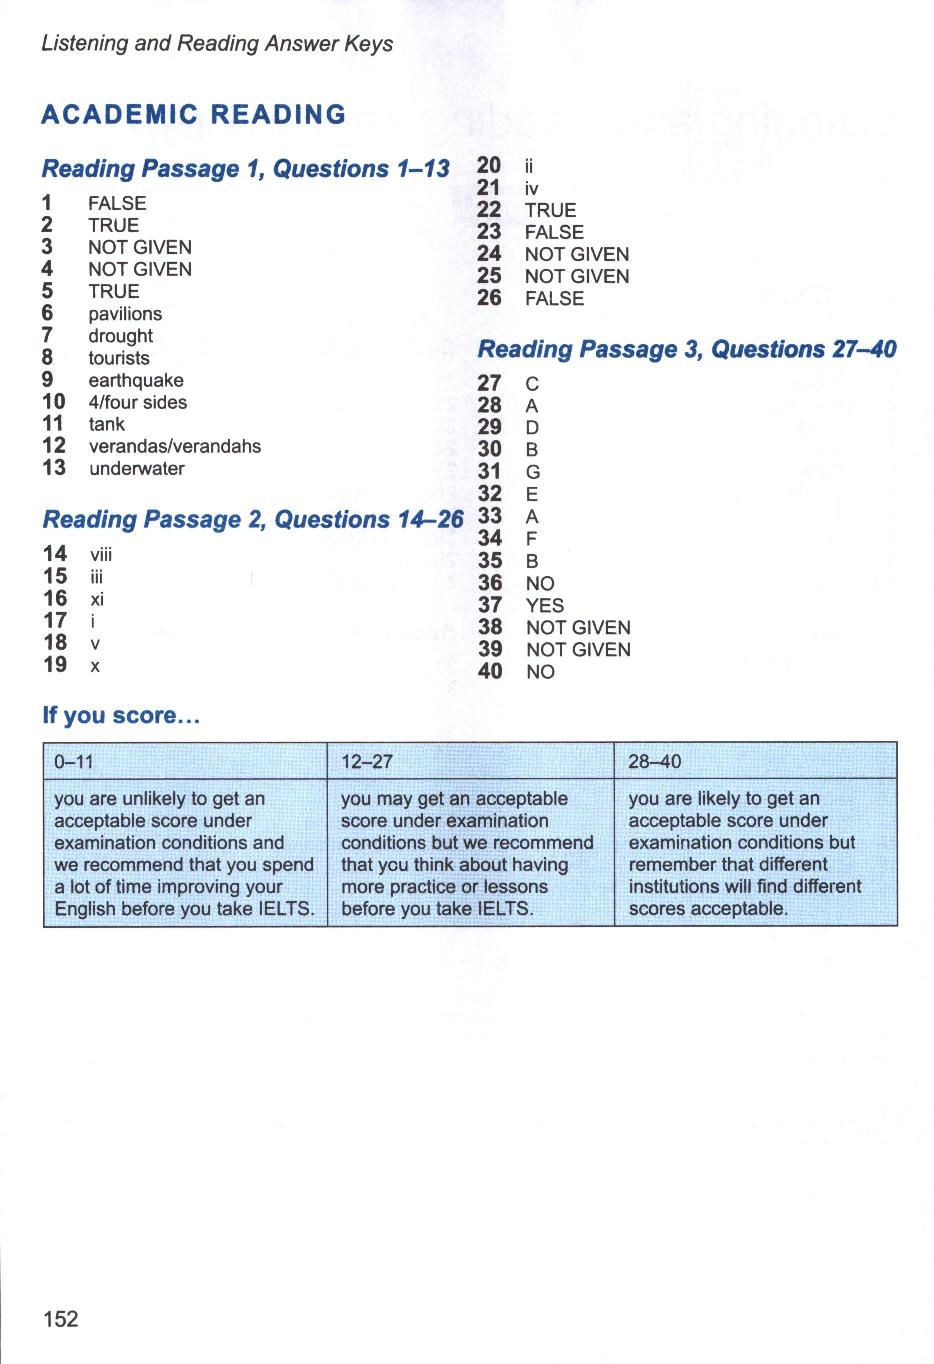 Listening and Reading Answer Keys
ACADEMIC READING
Reading Passage 1, Questions 1–13
1 FALSE
2 TRUE
3 NOT GIVEN
4 NOT GIVEN
5 TRUE
6 pavilions
7 drought
8 tourists
9 earthquake
10 4/four sides
11 tank
12 verandas/verandahs
13 underwater
Reading Passage 2, Questions 14–26
14 viii
15 iii
16 xi
17 i
18 v
19 x
20 ii
21 iv
22 TRUE
23 FALSE
24 NOT GIVEN
25 NOT GIVEN
26 FALSE
Reading Passage 3, Questions 27–40
27 C
28 A
29 D
30 B
31 G
32 E
33 A
34 F
35 B
36 NO
37 YES
38 NOT GIVEN
39 NOT GIVEN
40 NO
If you score...
0–11
you are unlikely to get an
acceptable score under
examination conditions and
we recommend that you spend
a lot of time improving your
English before you take IELTS.
12–27
you may get an acceptable
score under examination
conditions but we recommend
that you think about having
more practice or lessons
before you take IELTS.
28–40
you are likely to get an
acceptable score under
examination conditions but
remember that different
institutions will find different
scores acceptable.
152